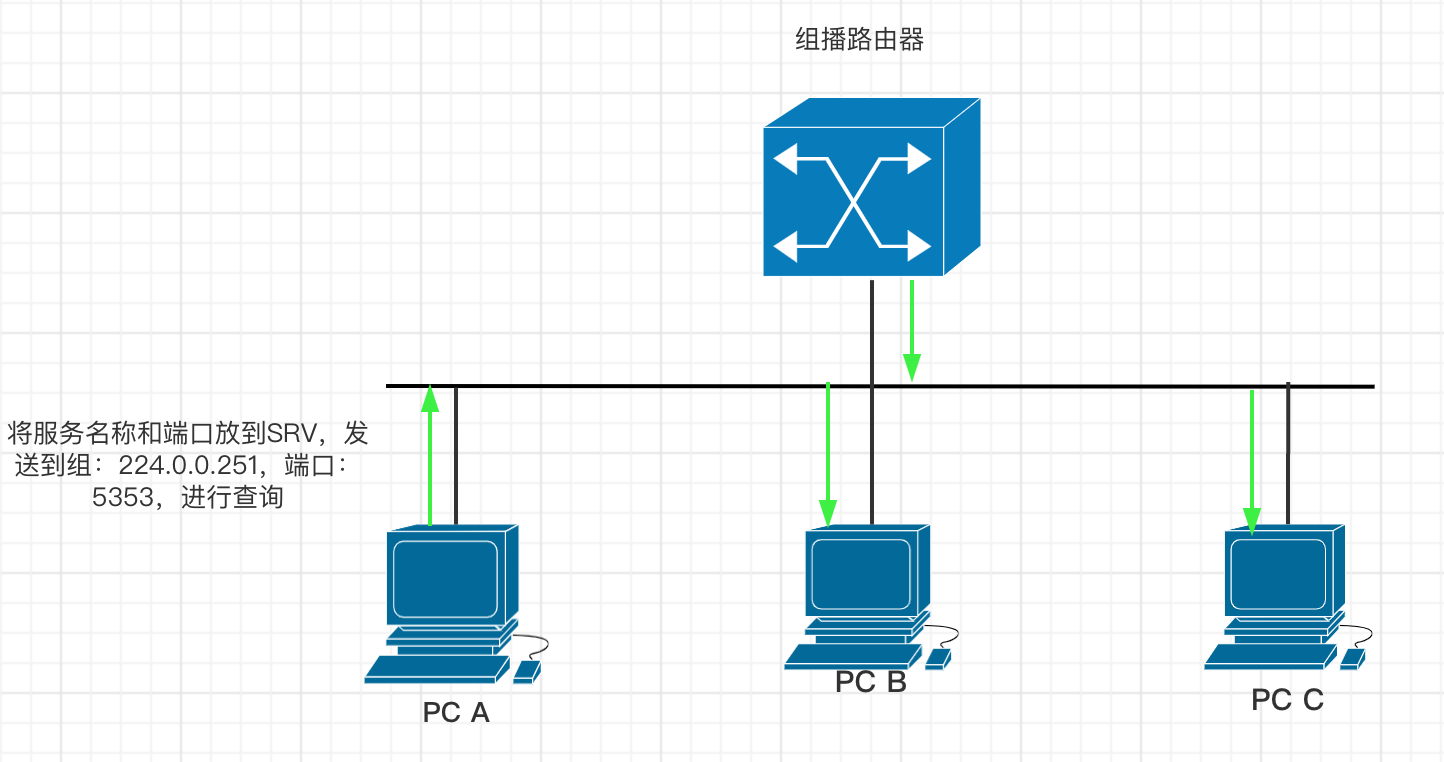 组播路由器
将服务名称和端口放到SRV，发
送到组：224.0.0.251，端口：
5353，进行查询
PC A
PC B
PC C